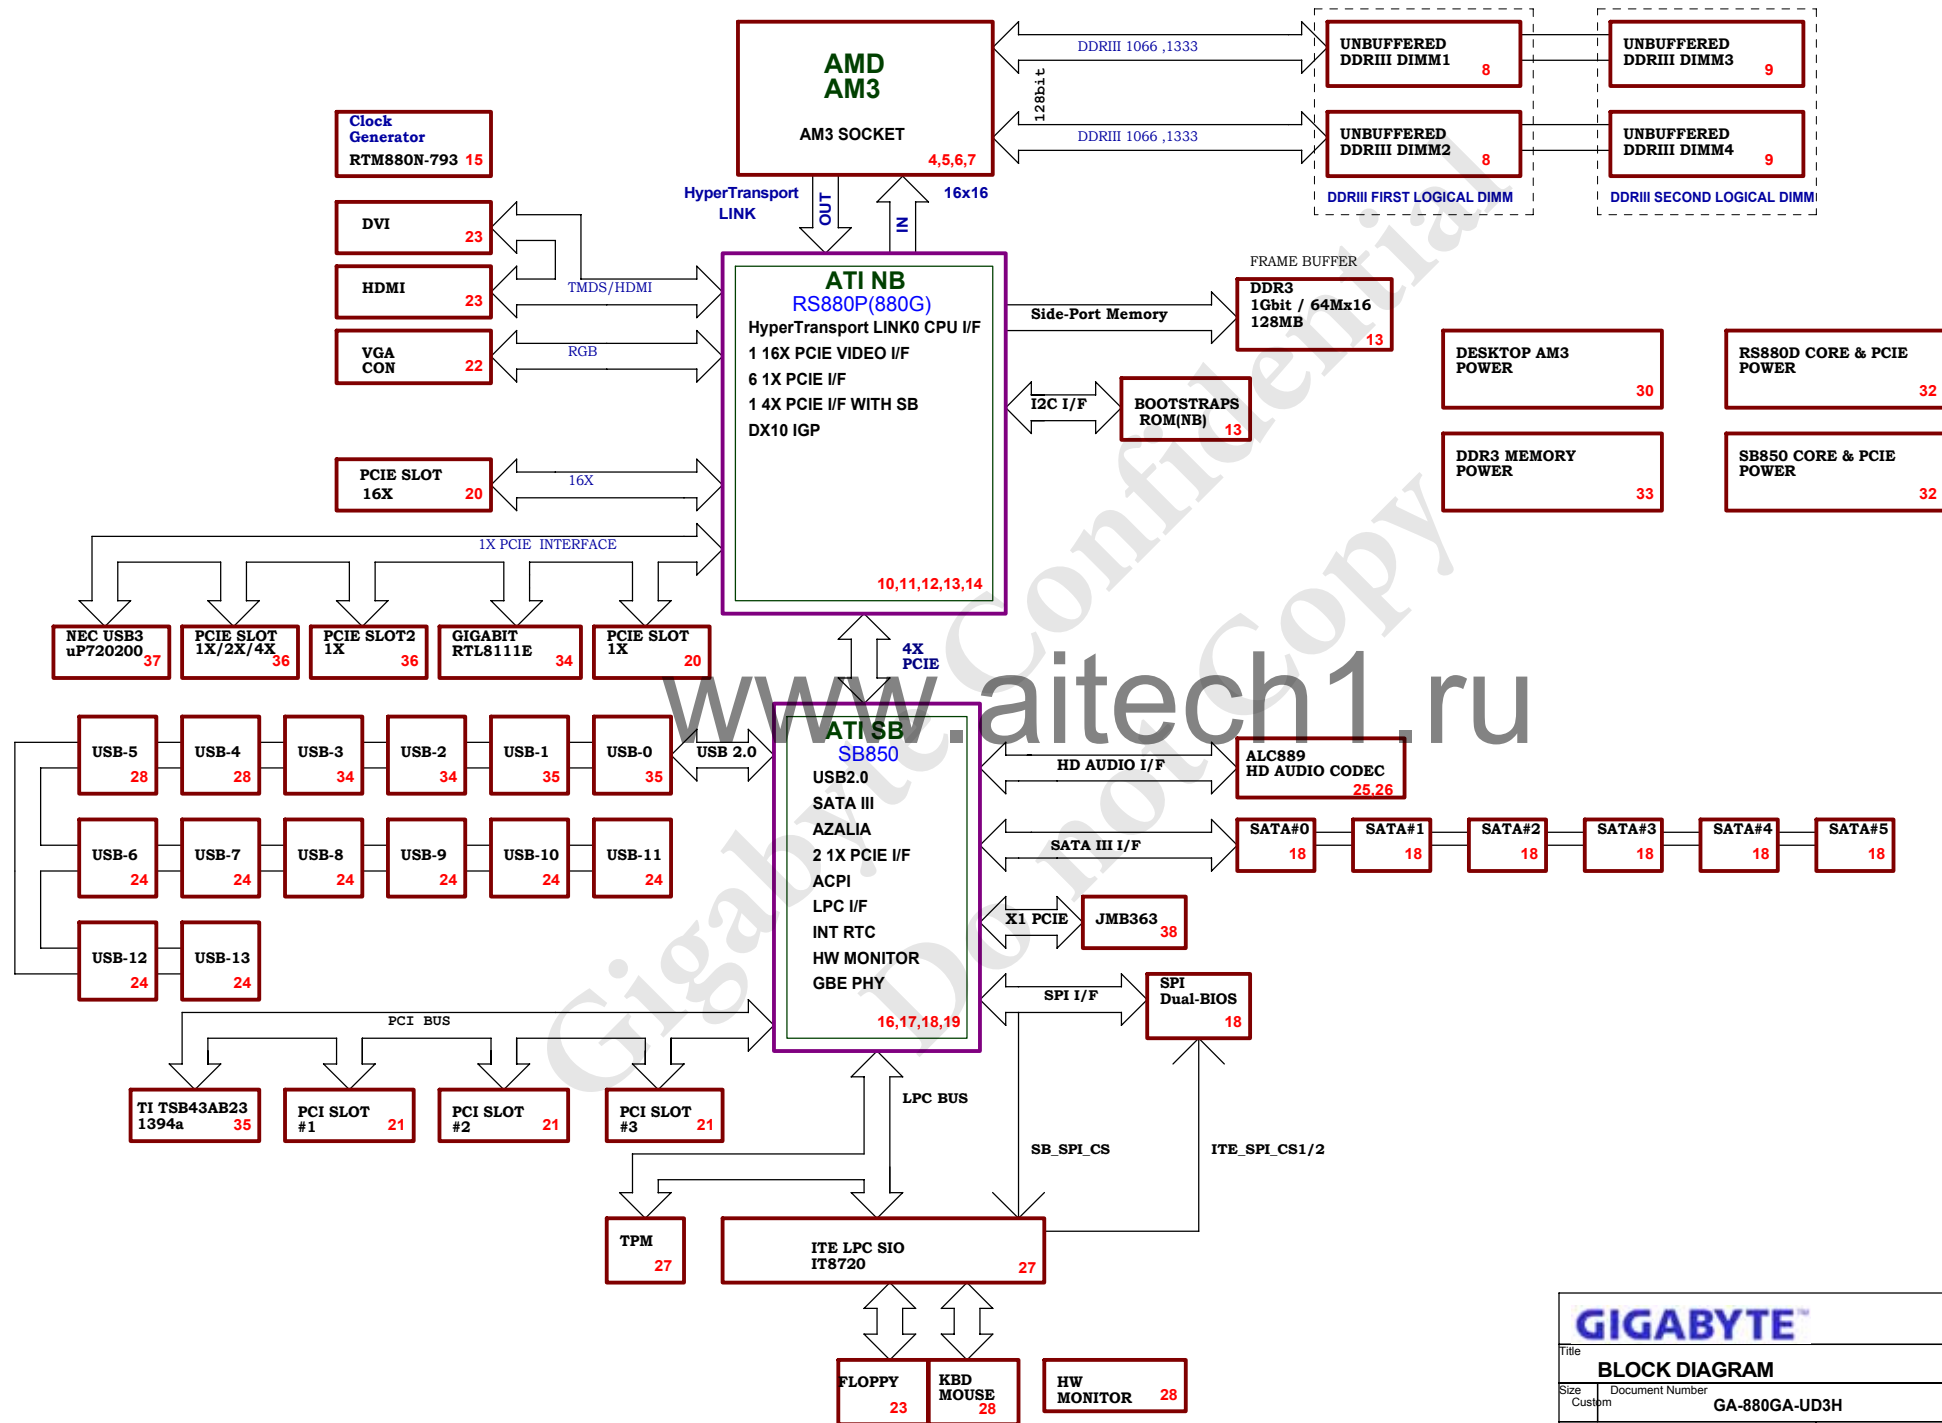 AMD
AM3
AM3 SOCKET
4,5,6,7
DDRIII 1066 ,1333
128bit
DDRIII 1066 ,1333
UNBUFFERED
DDRIII DIMM1
8
UNBUFFERED
DDRIII DIMM3
9
UNBUFFERED
DDRIII DIMM2
8
UNBUFFERED
DDRIII DIMM4
9
DDRIII FIRST LOGICAL DIMM
DDRIII SECOND LOGICAL DIMM
Clock
Generator
RTM880N-793 15
HyperTransport
LINK
OUT
IN
16x16
DVI
23
HDMI
23
TMDS/HDMI
VGA
CON
22
RGB
PCIE SLOT
16X
20
16X
ATI NB
RS880P(880G)
HyperTransport LINK0 CPU I/F
1 16X PCIE VIDEO I/F
6 1X PCIE I/F
1 4X PCIE I/F WITH SB
DX10 IGP
10,11,12,13,14
Side-Port Memory
FRAME BUFFER
DDR3
1Gbit / 64Mx16
128MB
13
I2C I/F
BOOTSTRAPS
ROM(NB)
13
DESKTOP AM3
POWER
30
RS880D CORE & PCIE
POWER
32
DDR3 MEMORY
POWER
33
SB850 CORE & PCIE
POWER
32
1X PCIE INTERFACE
NEC USB3
uP720200
37
PCIE SLOT
1X/2X/4X
36
PCIE SLOT2
1X
36
GIGABIT
RTL8111E
34
PCIE SLOT
1X
20
4X
PCIE
www.aitech1.ru
Gigabyte Confidential
Do not Copy
USB-5
28
USB-4
28
USB-3
34
USB-2
34
USB-1
35
USB-0
35
USB 2.0
USB-6
24
USB-7
24
USB-8
24
USB-9
24
USB-10
24
USB-11
24
USB-12
24
USB-13
24
ATI SB
SB850
USB2.0
SATA III
AZALIA
2 1X PCIE I/F
ACPI
LPC I/F
INT RTC
HW MONITOR
GBE PHY
16,17,18,19
HD AUDIO I/F
ALC889
HD AUDIO CODEC
25,26
SATA III I/F
SATA#0
18
SATA#1
18
SATA#2
18
SATA#3
18
SATA#4
18
SATA#5
18
X1 PCIE
JMB363
38
SPI I/F
SPI
Dual-BIOS
18
PCI BUS
TI TSB43AB23
1394a
35
PCI SLOT
#1
21
PCI SLOT
#2
21
PCI SLOT
#3
21
LPC BUS
SB_SPI_CS
ITE_SPI_CS1/2
TPM
27
ITE LPC SIO
IT8720
27
FLOPPY
23
KBD
MOUSE
28
HW
MONITOR
28
GIGABYTE™
Title
BLOCK DIAGRAM
Size
Custom
Document Number
GA-880GA-UD3H